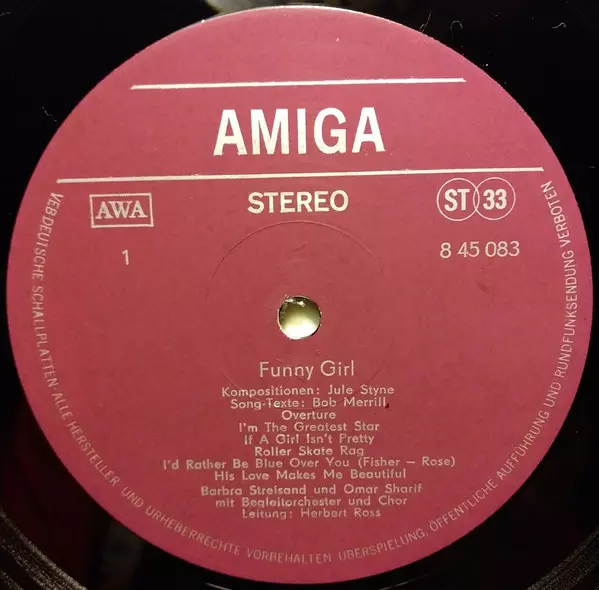 AMIGA
AWA
STEREO
ST 33
1
8 45 083
Funny Girl
Kompositionen: Jule Styne
Song-Texte: Bob Merrill
Overture
I'm The Greatest Star
If A Girl Isn't Pretty
Roller Skate Rag
I'd Rather Be Blue Over You (Fisher – Rose)
His Love Makes Me Beautiful
Barbra Streisand und Omar Sharif
mit Begleitorchester und Chor
Leitung: Herbert Ross
VEB DEUTSCHE SCHALLPLATTEN · ALLE HERSTELLER- UND URHEBERRECHTE VORBEHALTEN. ÜBERSPIELUNG, ÖFFENTLICHE AUFFÜHRUNG UND RUNDFUNKSENDUNG VERBOTEN